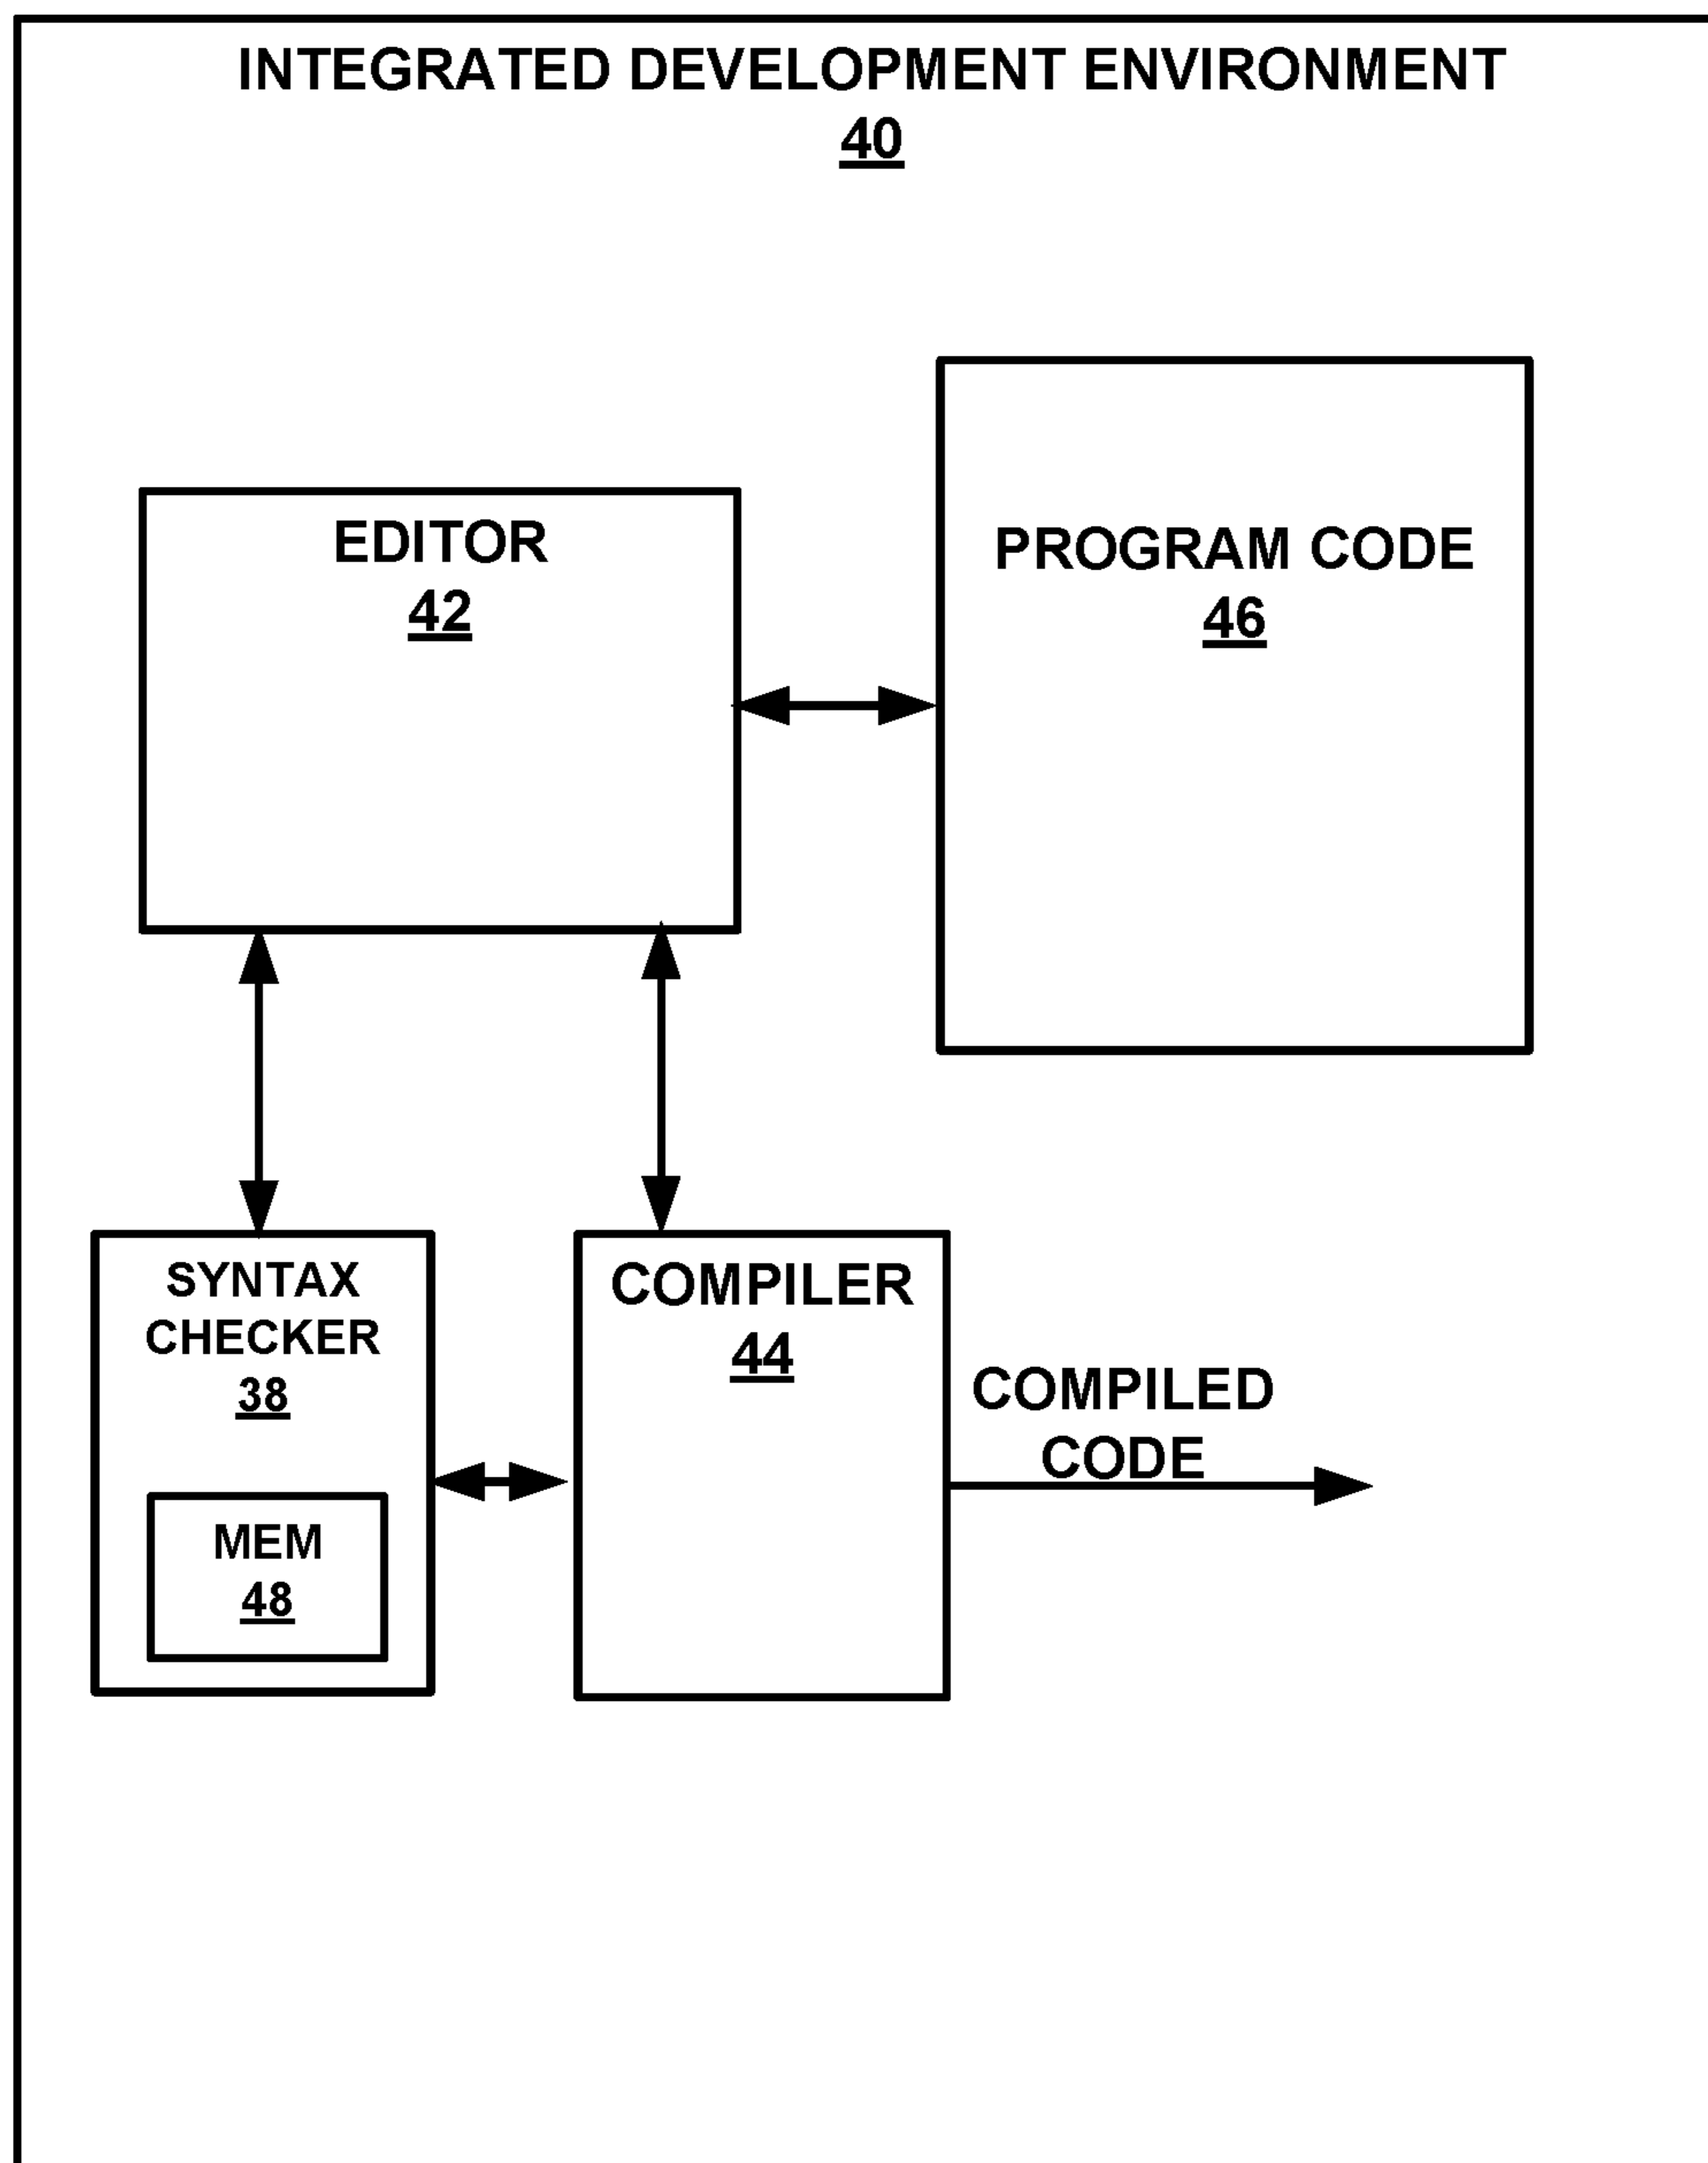 INTEGRATED DEVELOPMENT ENVIRONMENT
40
EDITOR
42
PROGRAM CODE
46
SYNTAX
CHECKER
38
MEM
48
COMPILER
44
COMPILED
CODE